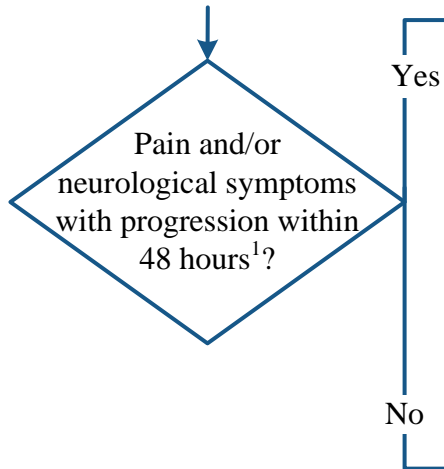 Yes
Pain and/or
neurological symptoms
with progression within
48 hours¹?
No